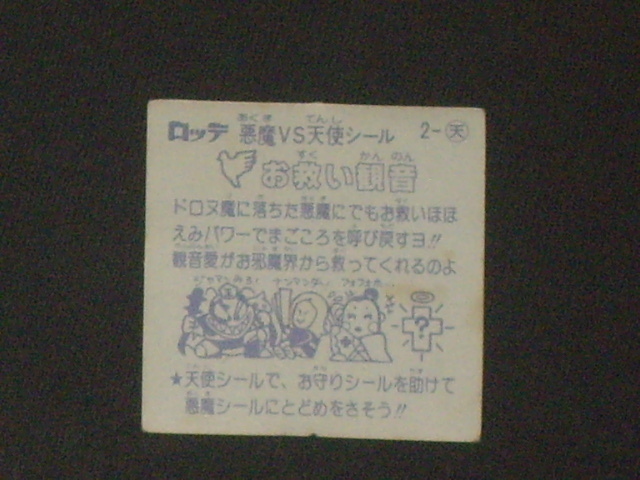 ロッテ 悪魔VS天使シール 2-天
お救い観音
ドロヌ魔に落ちた悪魔にでもお救いほほ
えみパワーでまごころを呼び戻すヨ!!
観音愛がお邪魔界から救ってくれるのよ
?
★天使シールで、お守りシールを助けて
悪魔シールにとどめをさそう!!